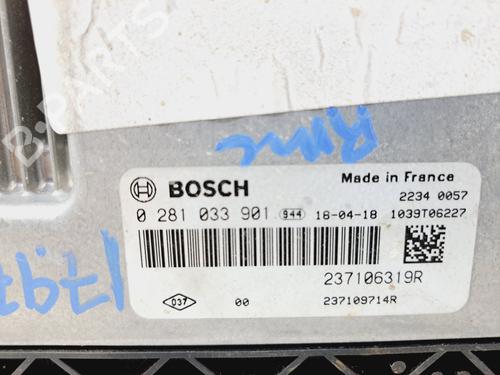 B-PARTS
BOSCH
Made in France
2234 0057
0 281 033 901 944 18-04-18 1039T06227
237106319R
037 00 237109714R